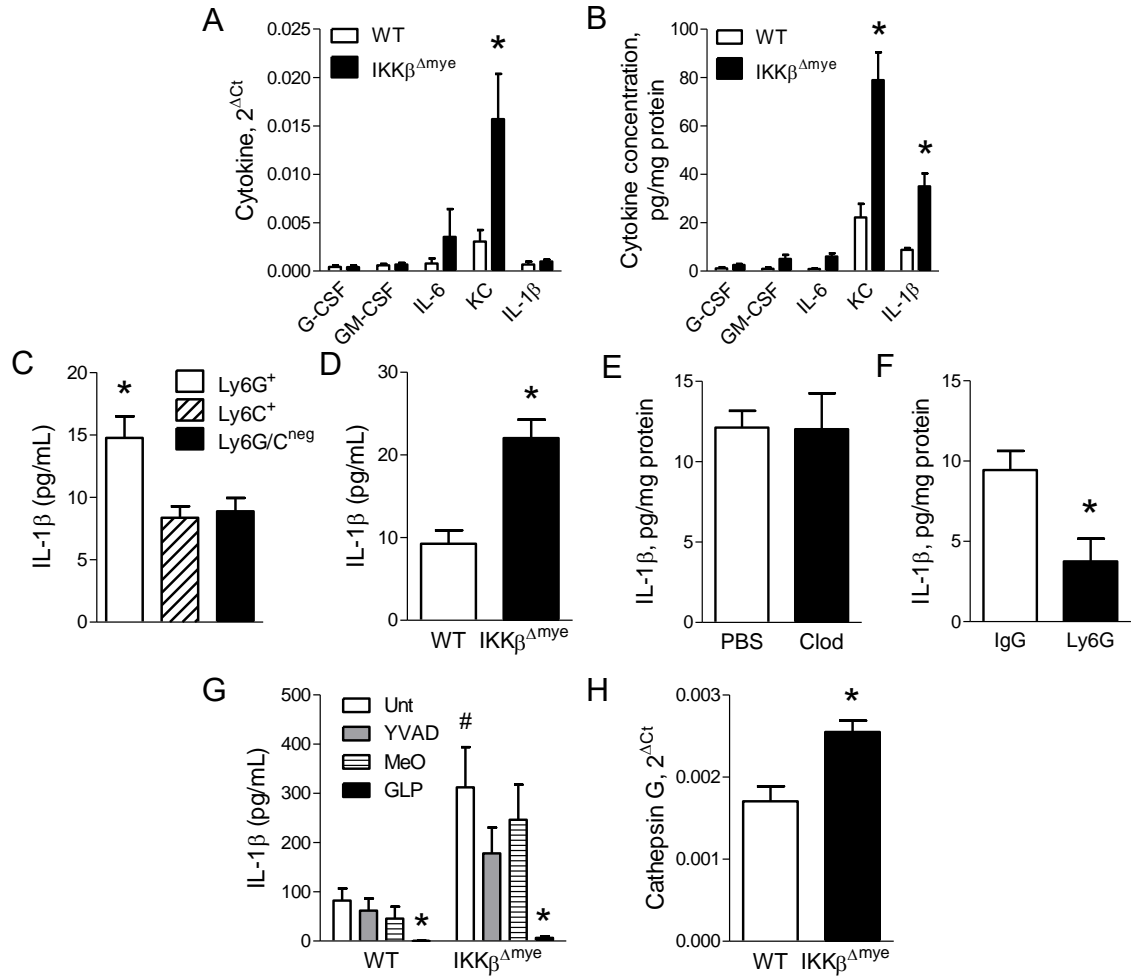 A
Cytokine, 2^ΔCt
0.025
0.020
0.015
0.010
0.005
0.000
WT
IKKβ^Δmye
*
G-CSF
GM-CSF
IL-6
KC
IL-1β
B
Cytokine concentration,
pg/mg protein
100
80
60
40
20
0
WT
IKKβ^Δmye
*
*
G-CSF
GM-CSF
IL-6
KC
IL-1β
C
IL-1β (pg/mL)
20
15
10
5
0
*
Ly6G⁺
Ly6C⁺
Ly6G/C^neg
D
IL-1β (pg/mL)
30
20
10
0
*
WT
IKKβ^Δmye
E
IL-1β, pg/mg protein
15
10
5
0
PBS
Clod
F
IL-1β, pg/mg protein
15
10
5
0
*
IgG
Ly6G
G
IL-1β (pg/mL)
500
400
300
200
100
0
Unt
YVAD
MeO
GLP
#
*
*
WT
IKKβ^Δmye
H
Cathepsin G, 2^ΔCt
0.003
0.002
0.001
0.000
*
WT
IKKβ^Δmye